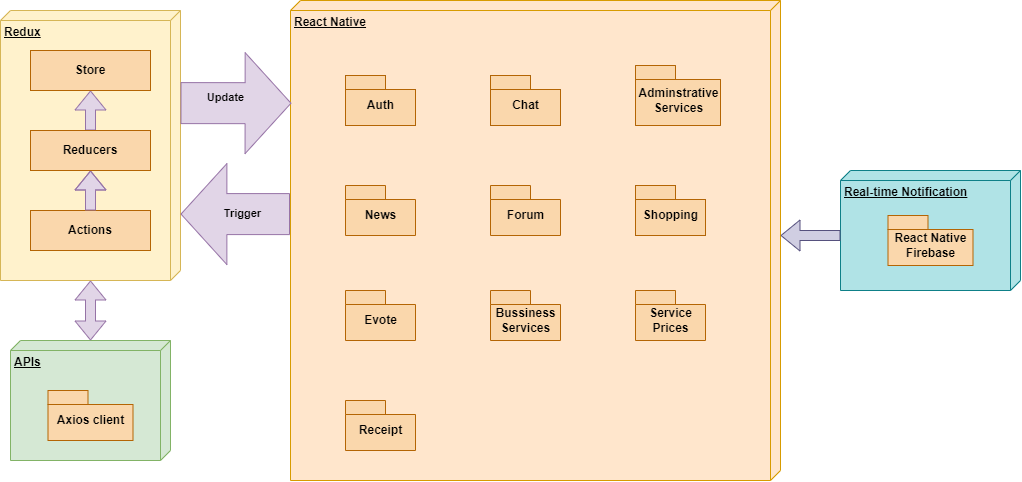 Redux
Store
Reducers
Actions
Update
Trigger
APIs
Axios client
React Native
Auth
Chat
Adminstrative
Services
News
Forum
Shopping
Evote
Bussiness
Services
Service
Prices
Receipt
Real-time Notification
React Native
Firebase